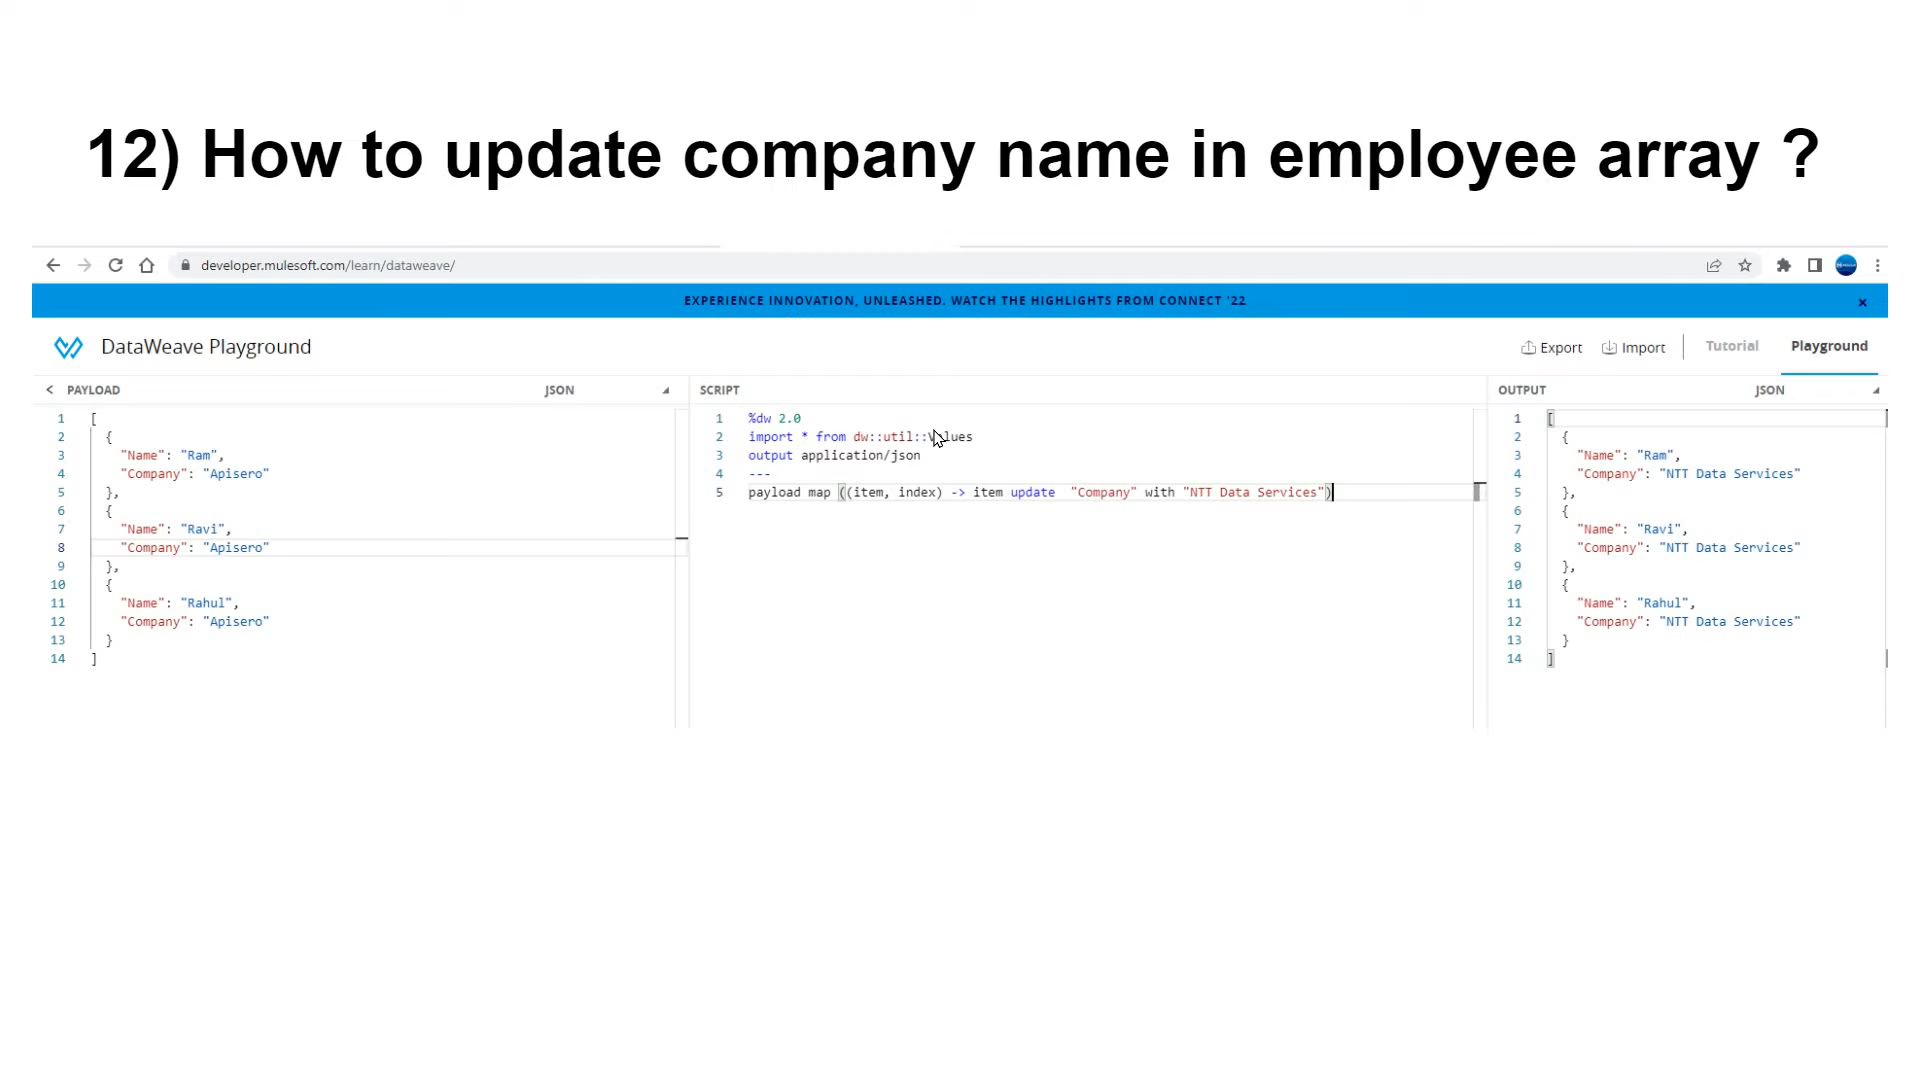 12) How to update company name in employee array ?
developer.mulesoft.com/learn/dataweave/
EXPERIENCE INNOVATION, UNLEASHED. WATCH THE HIGHLIGHTS FROM CONNECT '22
×
DataWeave Playground
Export
Import
Tutorial
Playground
< PAYLOAD
JSON
1 [
2 {
3 "Name": "Ram",
4 "Company": "Apisero"
5 },
6 {
7 "Name": "Ravi",
8 "Company": "Apisero"
9 },
10 {
11 "Name": "Rahul",
12 "Company": "Apisero"
13 }
14 ]
SCRIPT
1 %dw 2.0
2 import * from dw::util::Values
3 output application/json
4 ---
5 payload map ((item, index) -> item update  "Company" with "NTT Data Services")
OUTPUT
JSON
1 [
2 {
3 "Name": "Ram",
4 "Company": "NTT Data Services"
5 },
6 {
7 "Name": "Ravi",
8 "Company": "NTT Data Services"
9 },
10 {
11 "Name": "Rahul",
12 "Company": "NTT Data Services"
13 }
14 ]